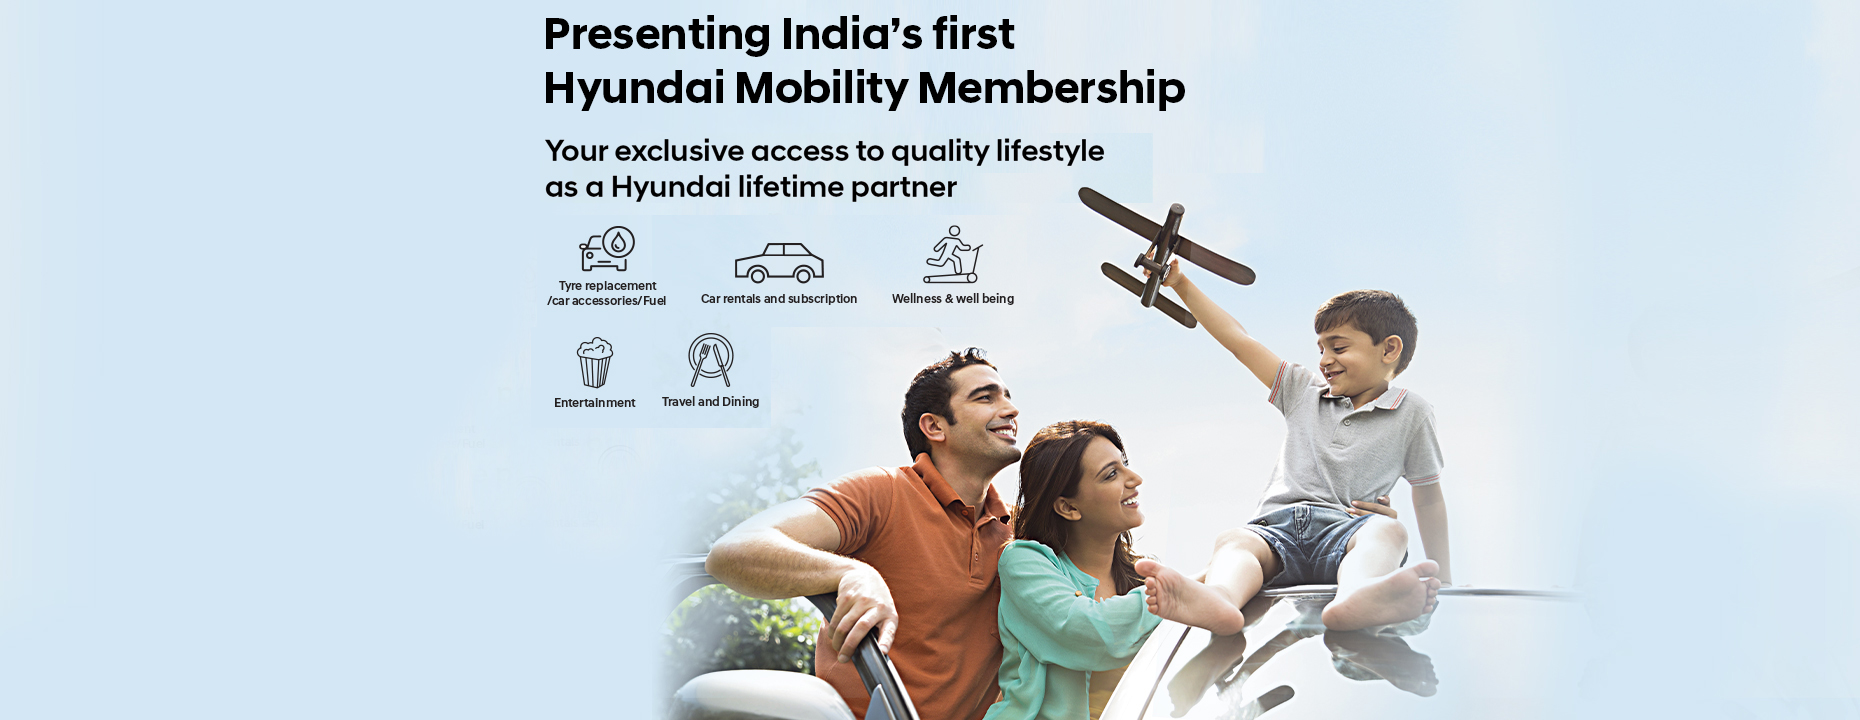 Presenting India’s first
Hyundai Mobility Membership
Your exclusive access to quality lifestyle
as a Hyundai lifetime partner
Tyre replacement
/car accessories/Fuel
Car rentals and subscription
Wellness & well being
Entertainment
Travel and Dining